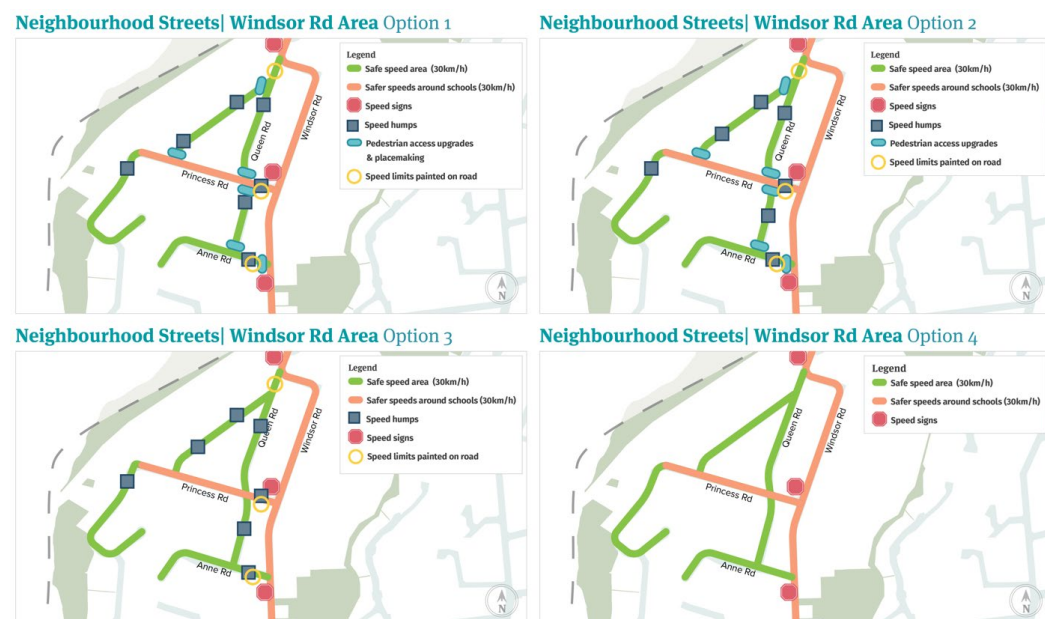 Neighbourhood Streets| Windsor Rd Area Option 1
Legend
Safe speed area (30km/h)
Safer speeds around schools (30km/h)
Speed signs
Speed humps
Pedestrian access upgrades
& placemaking
Speed limits painted on road
Queen Rd
Windsor Rd
Princess Rd
Anne Rd
N
Neighbourhood Streets| Windsor Rd Area Option 2
Legend
Safe speed area (30km/h)
Safer speeds around schools (30km/h)
Speed signs
Speed humps
Pedestrian access upgrades
Speed limits painted on road
Queen Rd
Windsor Rd
Princess Rd
Anne Rd
N
Neighbourhood Streets| Windsor Rd Area Option 3
Legend
Safe speed area (30km/h)
Safer speeds around schools (30km/h)
Speed humps
Speed signs
Speed limits painted on road
Queen Rd
Windsor Rd
Princess Rd
Anne Rd
N
Neighbourhood Streets| Windsor Rd Area Option 4
Legend
Safe speed area (30km/h)
Safer speeds around schools (30km/h)
Speed signs
Queen Rd
Windsor Rd
Princess Rd
Anne Rd
N